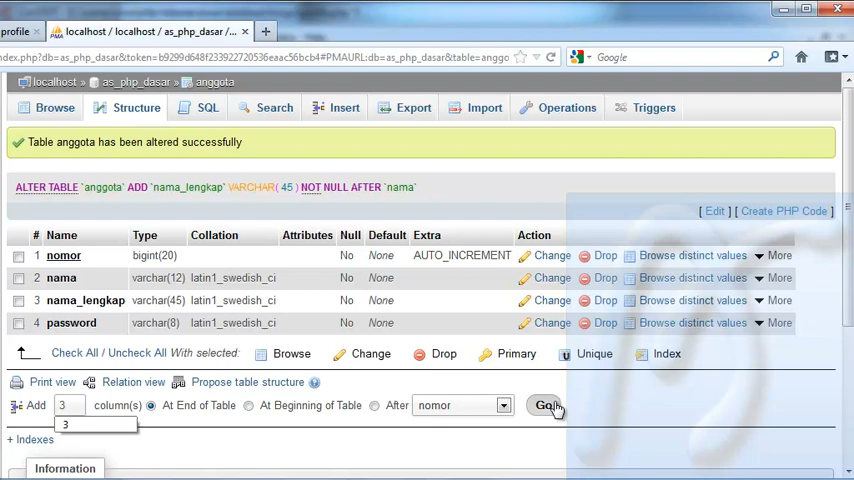 profile localhost / localhost / as_php_dasar /...
ndex.php?db=as_php_dasar&token=b9299d648f233922720536eaac56bcb4#PMAURL:db=as_php_dasar&table=anggo Google
localhost » as_php_dasar » anggota
Browse Structure SQL Search Insert Export Import Operations Triggers
Table anggota has been altered successfully
ALTER TABLE `anggota` ADD `nama_lengkap` VARCHAR( 45 ) NOT NULL AFTER `nama`
[ Edit ] [ Create PHP Code ]
# Name Type Collation Attributes Null Default Extra Action
1 nomor bigint(20) No None AUTO_INCREMENT Change Drop Browse distinct values More
2 nama varchar(12) latin1_swedish_ci No None Change Drop Browse distinct values More
3 nama_lengkap varchar(45) latin1_swedish_ci No None Change Drop Browse distinct values More
4 password varchar(8) latin1_swedish_ci No None Change Drop Browse distinct values More
Check All / Uncheck All With selected: Browse Change Drop Primary Unique Index
Print view Relation view Propose table structure
Add 3 column(s) At End of Table At Beginning of Table After nomor Go
3
+ Indexes
Information